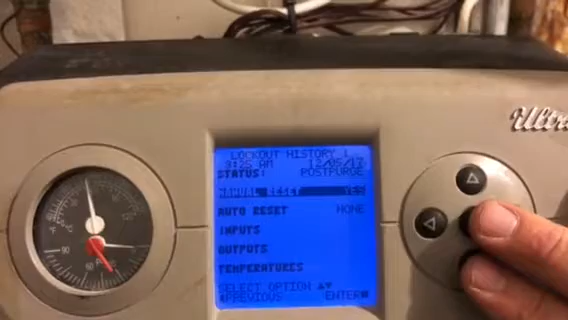 LOCKOUT HISTORY 1
3:25 AM 12/05/17
STATUS: POSTPURGE
MANUAL RESET YES
AUTO RESET NONE
INPUTS
OUTPUTS
TEMPERATURES
SELECT OPTION ▲▼
PREVIOUS ENTER
Ultra